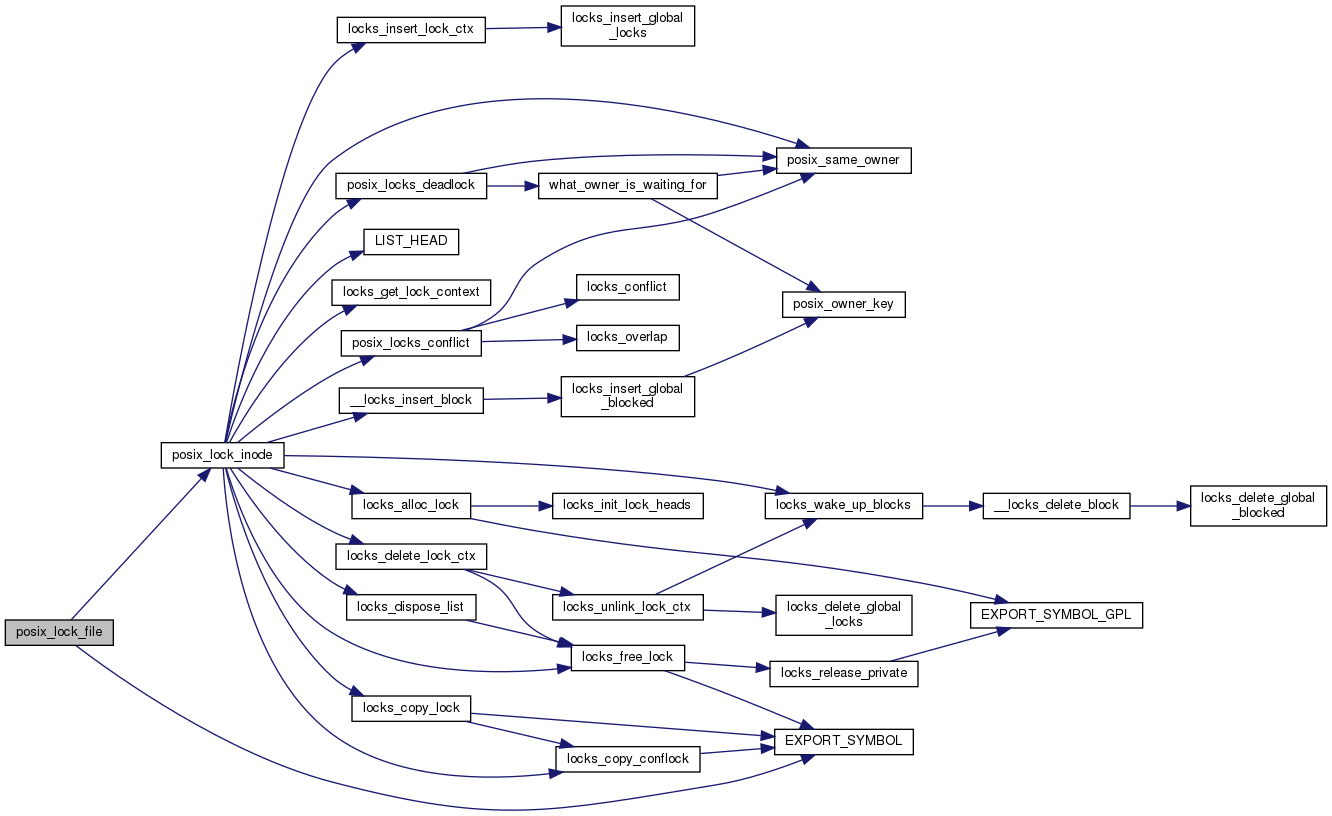 locks_insert_lock_ctx
locks_insert_global
_locks
posix_same_owner
posix_locks_deadlock
what_owner_is_waiting_for
LIST_HEAD
locks_get_lock_context
locks_conflict
posix_owner_key
posix_locks_conflict
locks_overlap
__locks_insert_block
locks_insert_global
_blocked
posix_lock_inode
locks_alloc_lock
locks_init_lock_heads
locks_wake_up_blocks
__locks_delete_block
locks_delete_global
_blocked
locks_delete_lock_ctx
locks_dispose_list
locks_unlink_lock_ctx
locks_delete_global
_locks
EXPORT_SYMBOL_GPL
posix_lock_file
locks_free_lock
locks_release_private
locks_copy_lock
EXPORT_SYMBOL
locks_copy_conflock